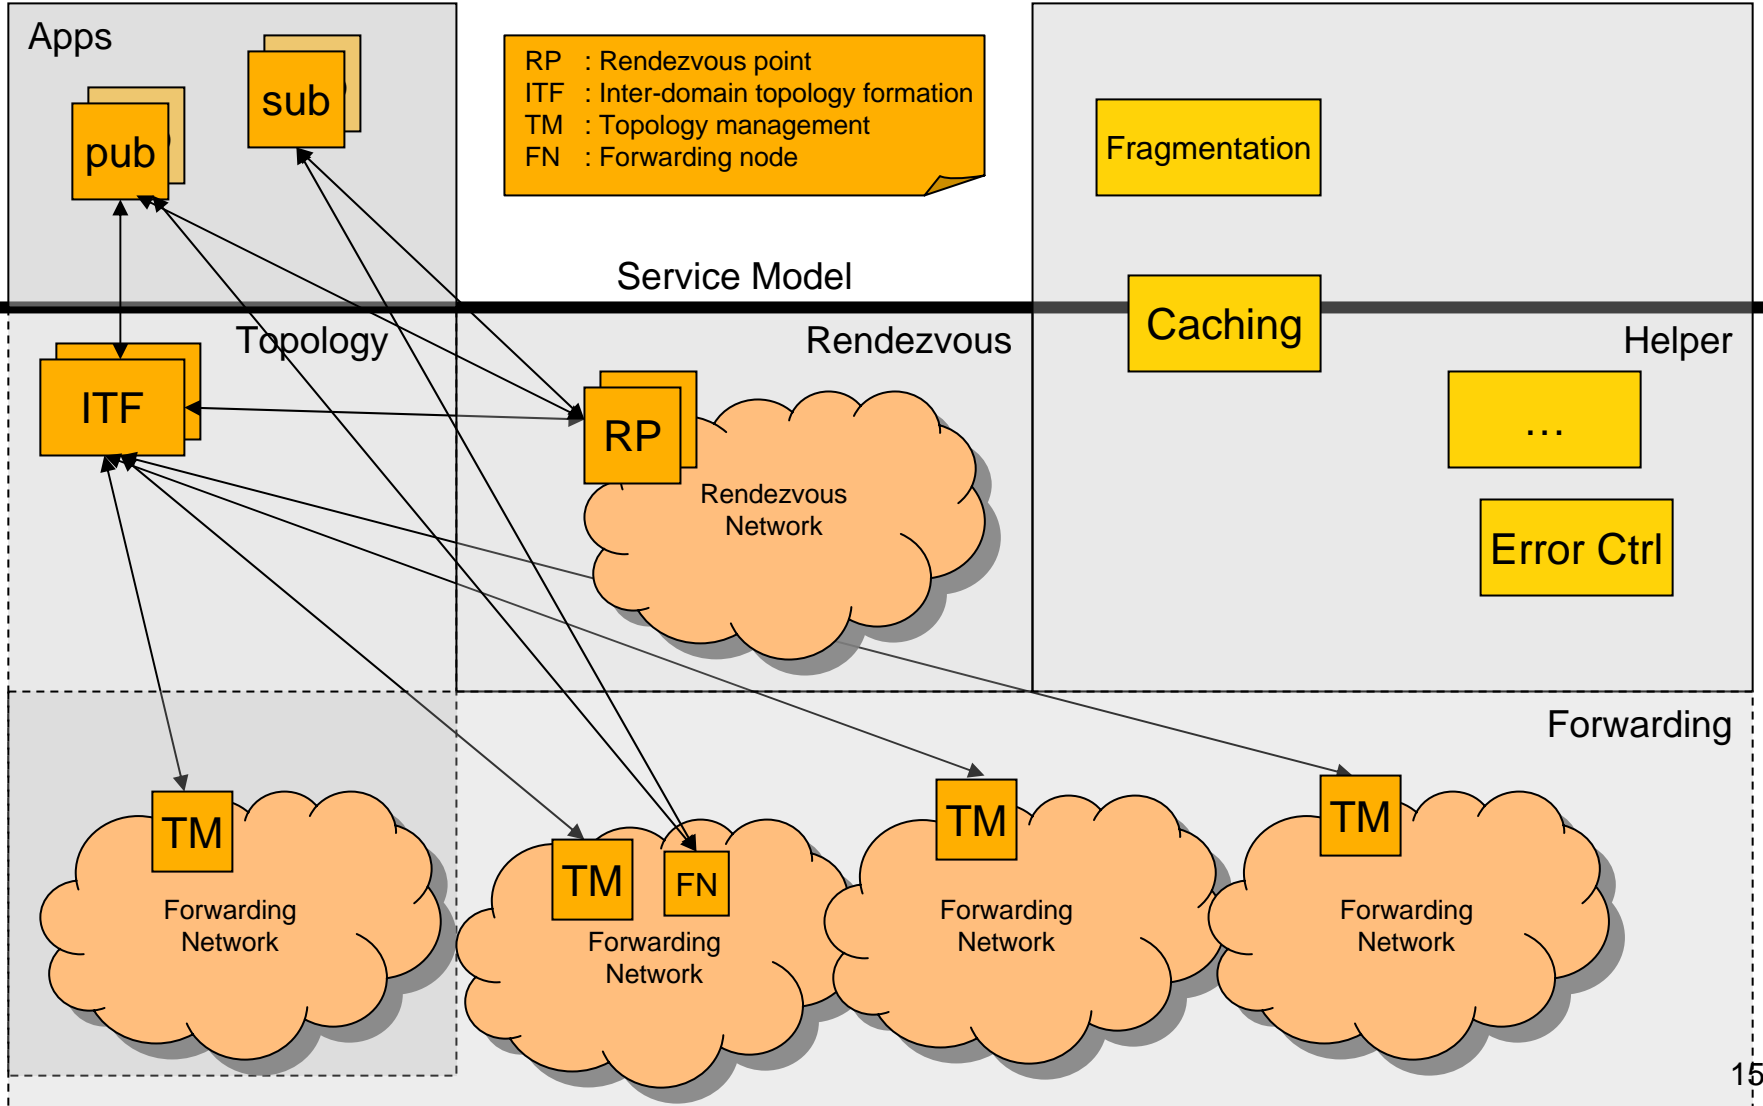 Apps
sub
pub
RP : Rendezvous point
ITF : Inter-domain topology formation
TM : Topology management
FN : Forwarding node
Fragmentation
Service Model
Caching
Topology
Rendezvous
Helper
ITF
RP
...
Rendezvous
Network
Error Ctrl
Forwarding
TM
TM
FN
TM
TM
Forwarding
Network
Forwarding
Network
Forwarding
Network
Forwarding
Network
15